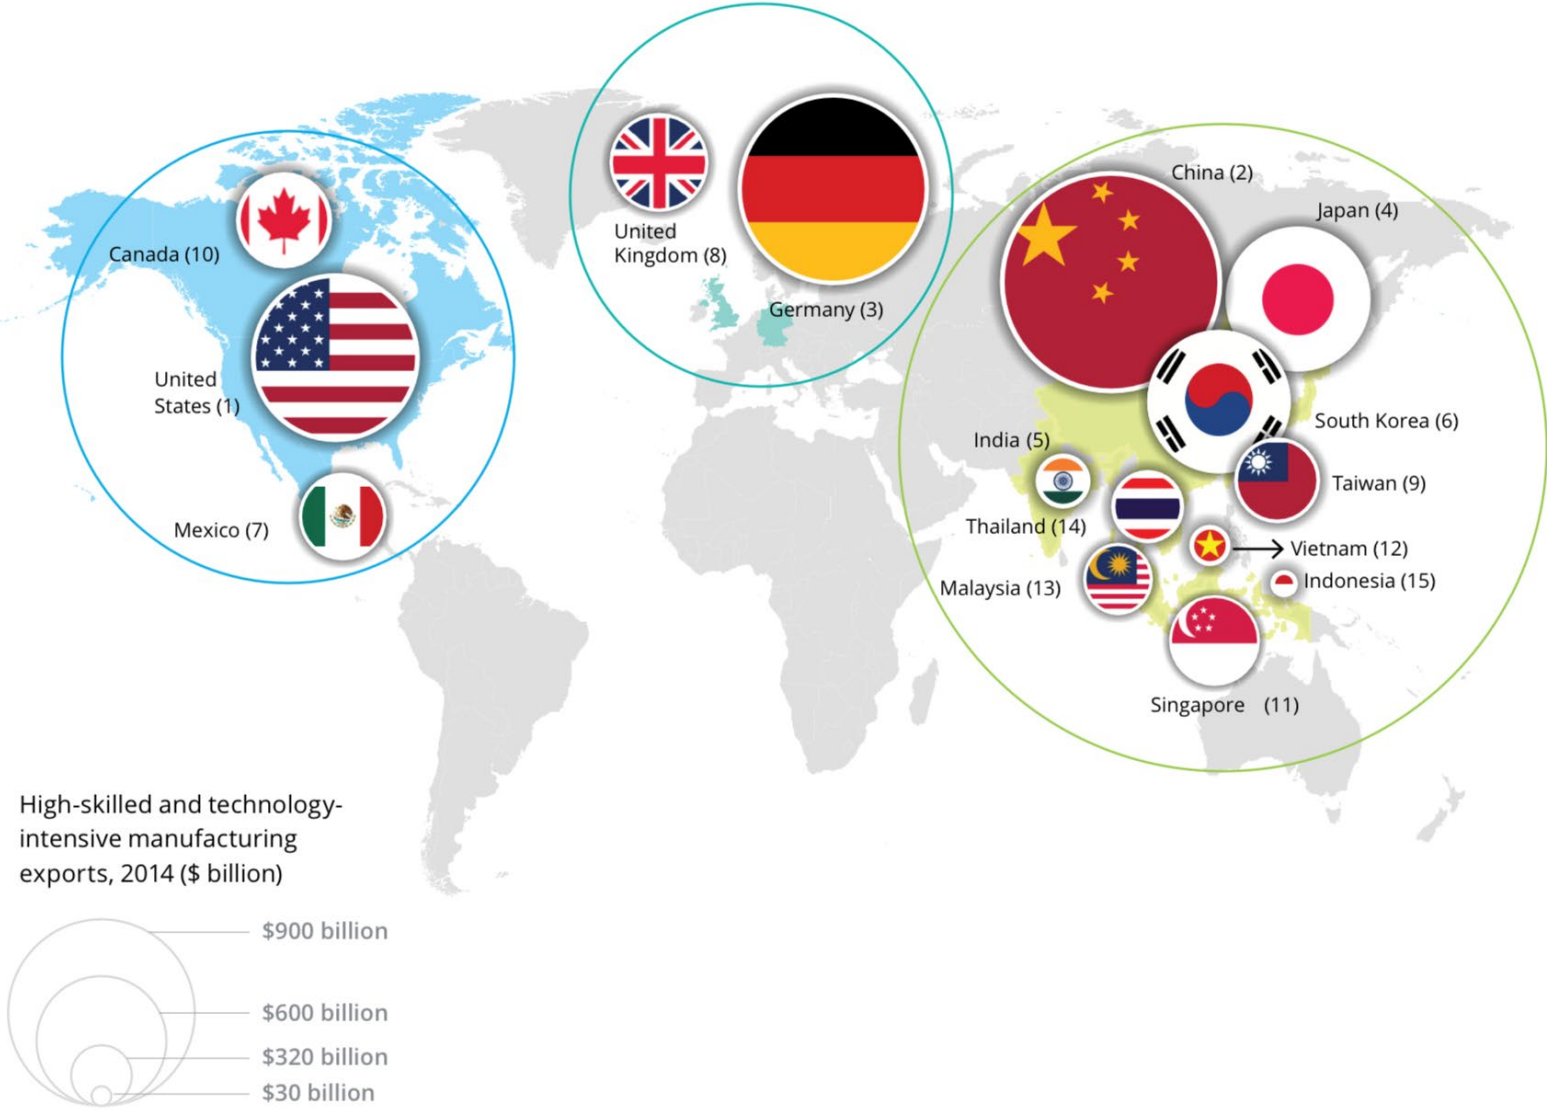 China (2)
Japan (4)
United
Kingdom (8)
Canada (10)
Germany (3)
United
States (1)
South Korea (6)
India (5)
Taiwan (9)
Mexico (7)
Thailand (14)
Vietnam (12)
Indonesia (15)
Malaysia (13)
Singapore (11)
High-skilled and technology-
intensive manufacturing
exports, 2014 ($ billion)
$900 billion
$600 billion
$320 billion
$30 billion